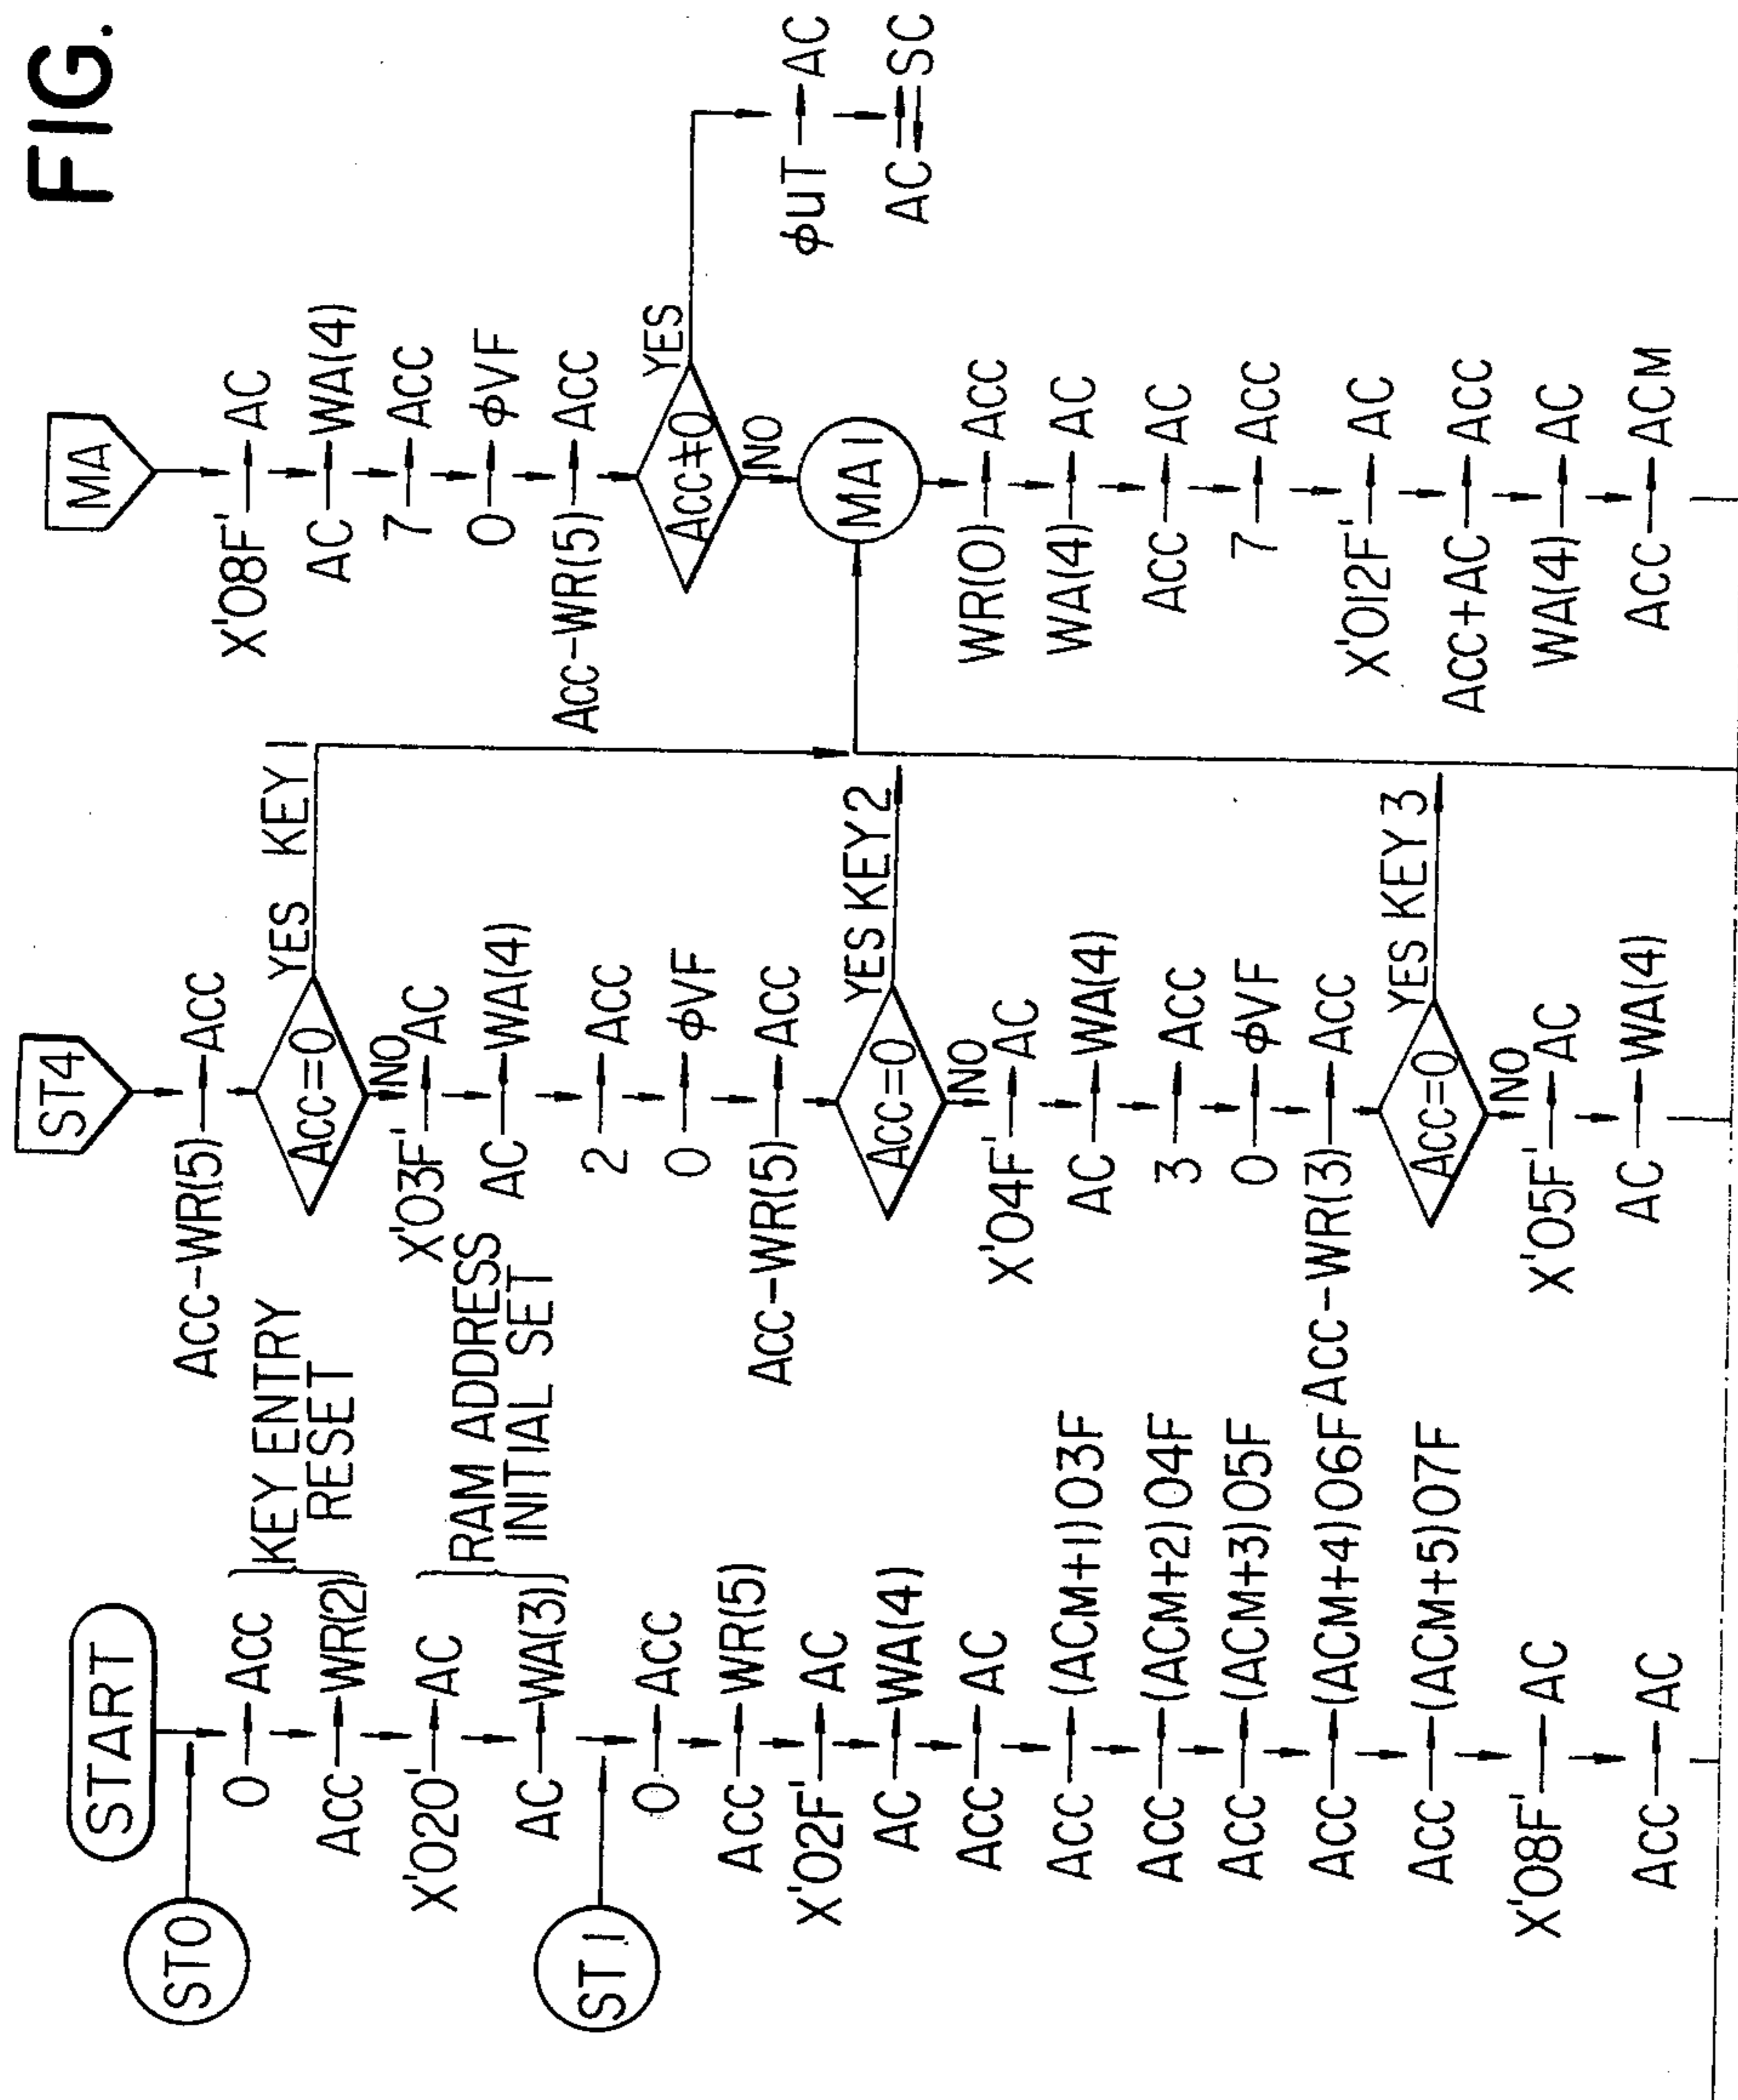 FIG.
START
ST0
0→ACC
ACC→WR(2)
KEY ENTRY
RESET
X'020'→AC
AC→WA(3)
RAM ADDRESS
INITIAL SET
ST1
0→ACC
ACC→WR(5)
X'02F'→AC
AC→WA(4)
ACC→AC
ACC→(ACM+1)03F
ACC→(ACM+2)04F
ACC→(ACM+3)05F
ACC→(ACM+4)06F
ACC→(ACM+5)07F
X'08F'→AC
ACC→AC
ST4
ACC-WR(5)→ACC
ACC=0
YES KEY 1
NO
X'03F'→AC
AC→WA(4)
2→ACC
0→φVF
ACC-WR(5)→ACC
ACC=0
YES KEY 2
NO
X'04F'→AC
AC→WA(4)
3→ACC
0→φVF
ACC-WR(3)→ACC
ACC=0
YES KEY 3
NO
X'05F'→AC
AC→WA(4)
MA
X'08F'→AC
AC→WA(4)
7→ACC
0→φVF
ACC-WR(5)→ACC
ACC≠0
YES
NO
φuT→AC
AC⇌SC
MA1
WR(0)→ACC
WA(4)→AC
ACC→AC
7→ACC
X'012F'→AC
ACC+AC→ACC
WA(4)→AC
ACC→ACM